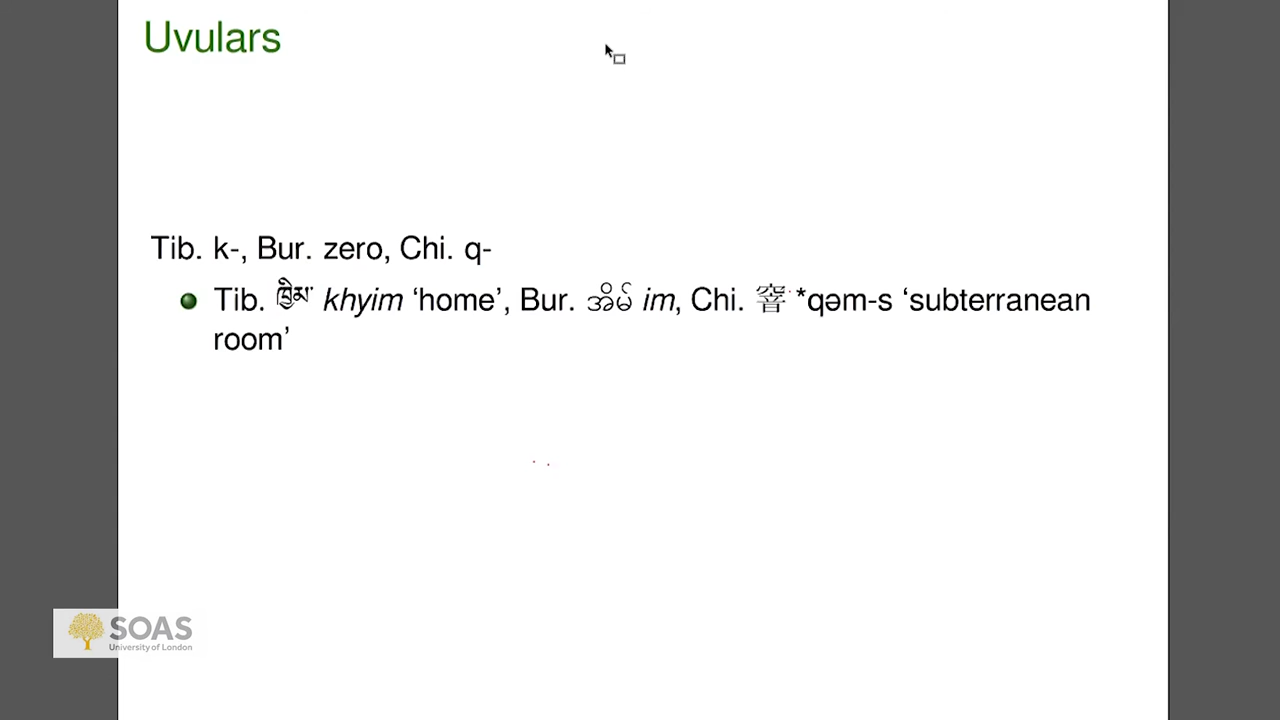 Uvulars
Tib. k-, Bur. zero, Chi. q-
Tib. ཁྱིམ་ khyim ‘home’, Bur. အိမ် im, Chi. 窨 *qəm-s ‘subterranean
room’
SOAS
University of London